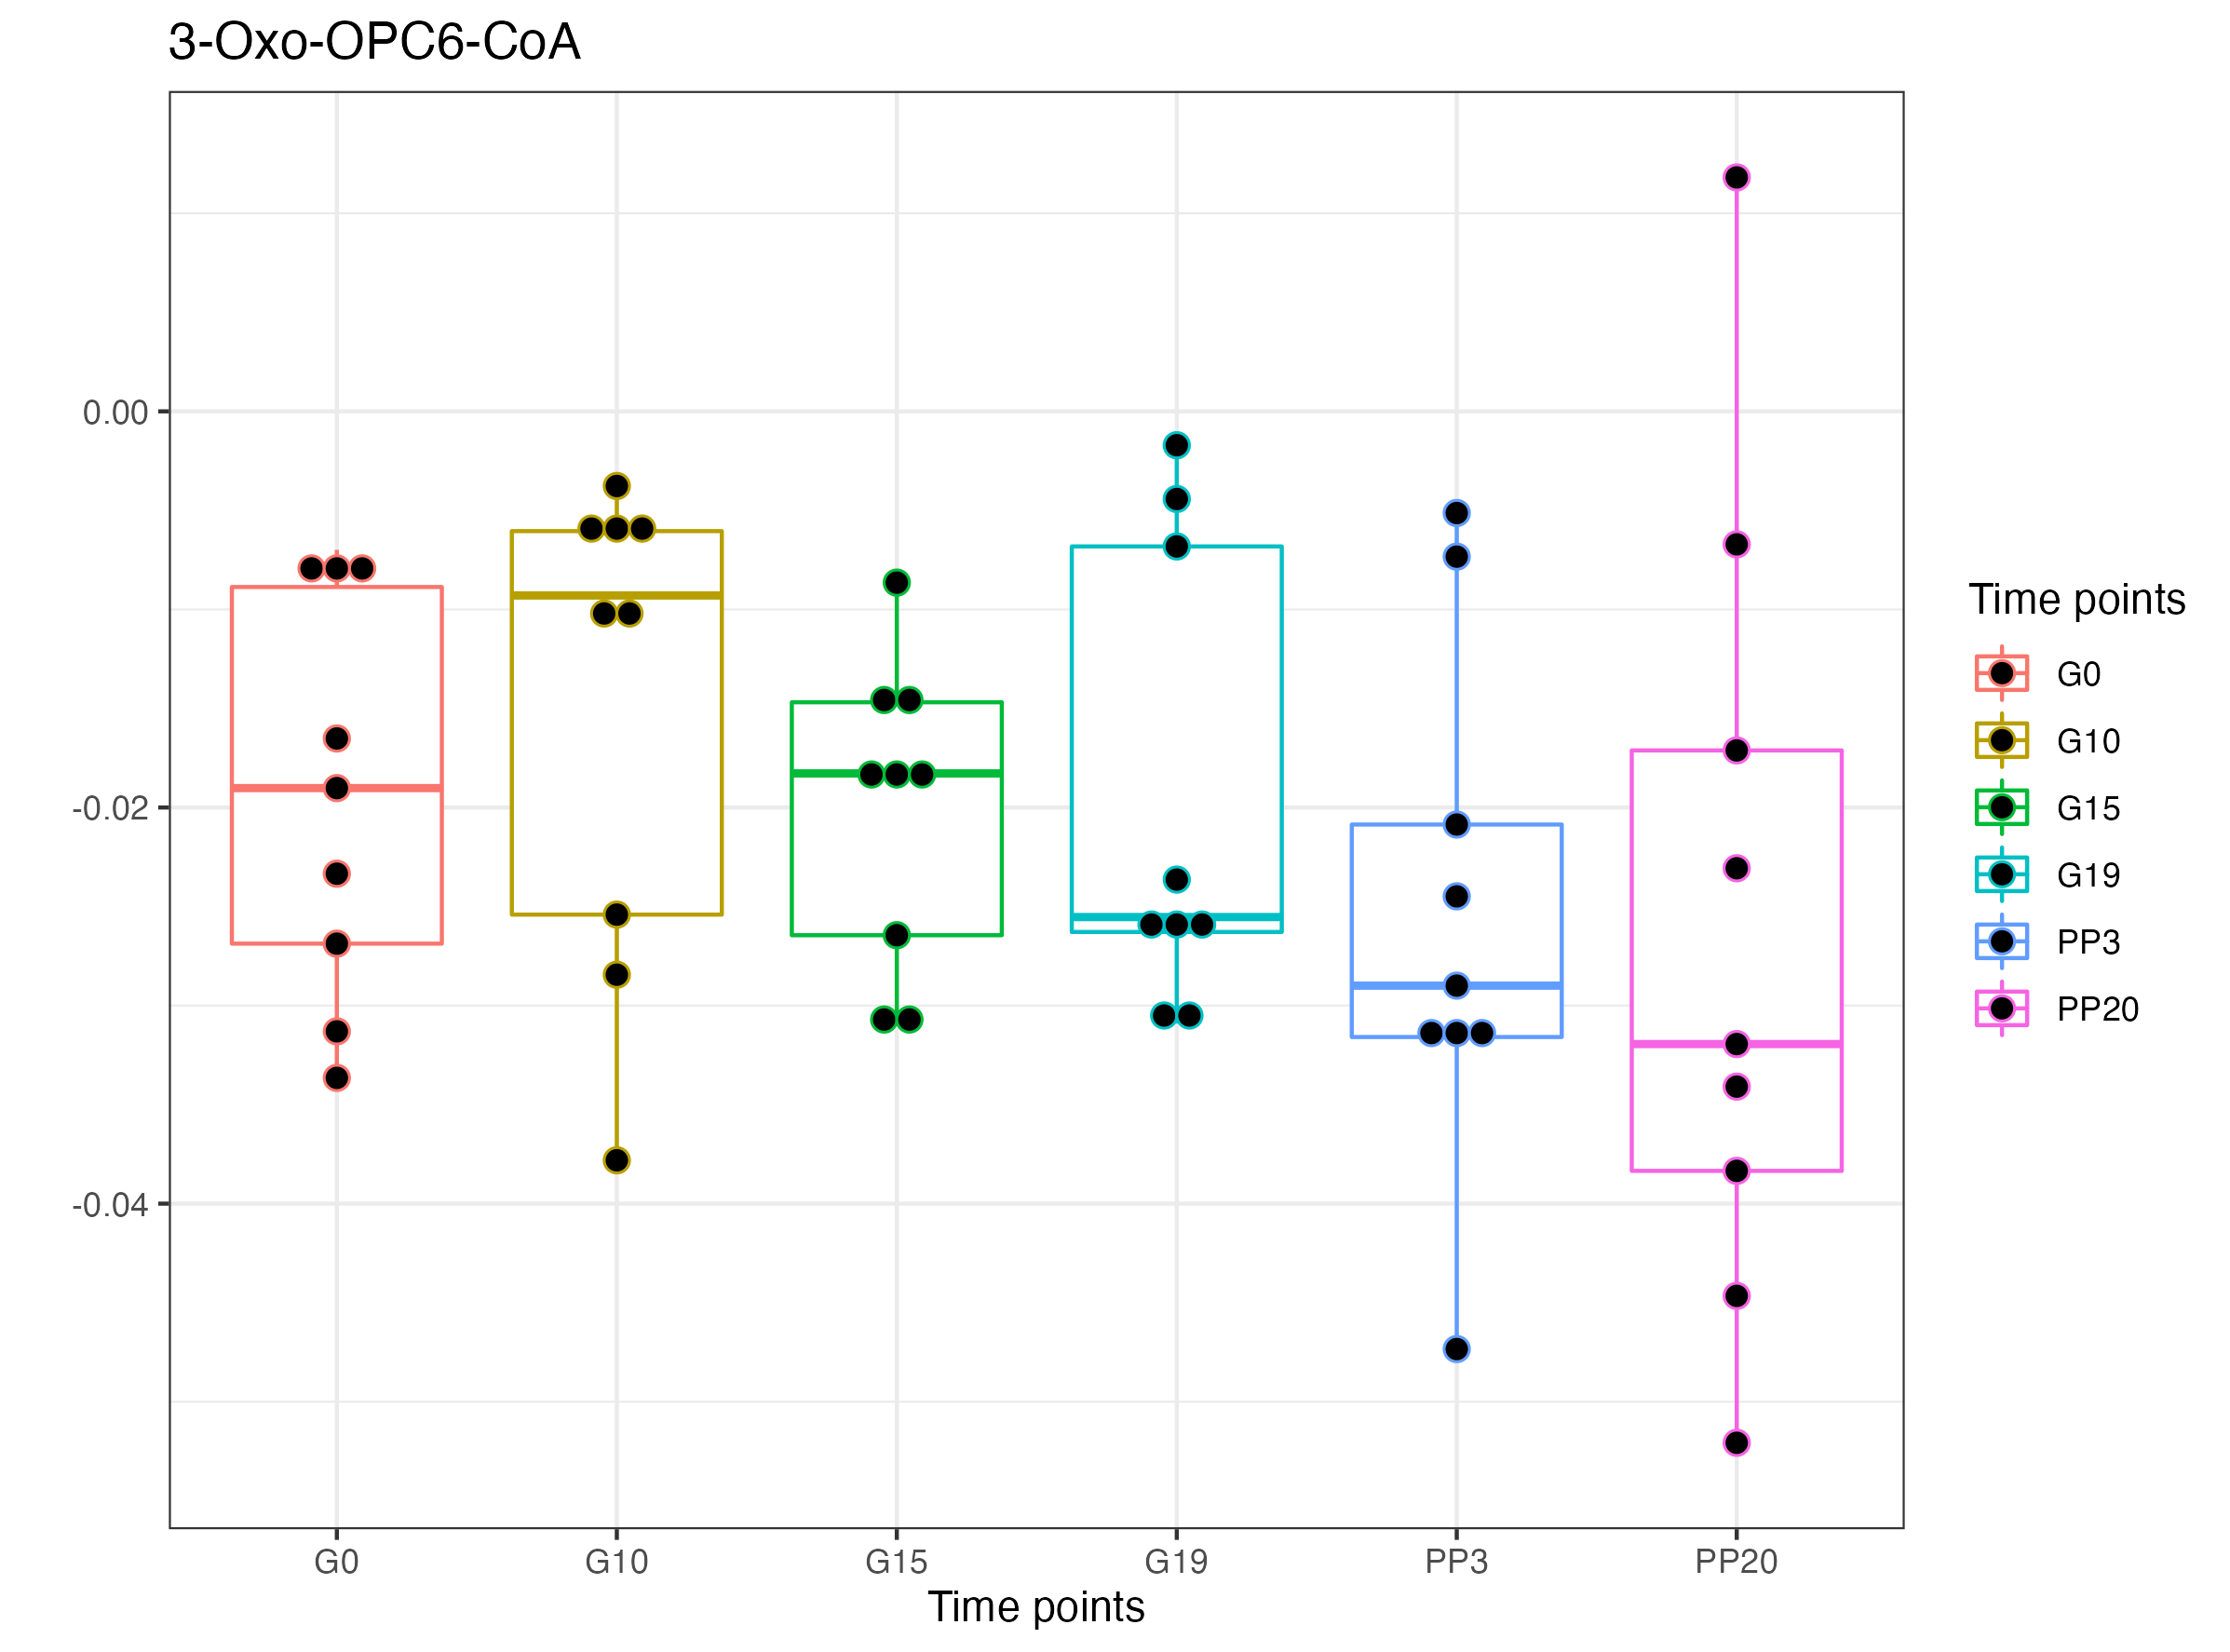 3-Oxo-OPC6-CoA
0.00
-0.02
-0.04
G0
G10
G15
G19
PP3
PP20
Time points
Time points
G0
G10
G15
G19
PP3
PP20